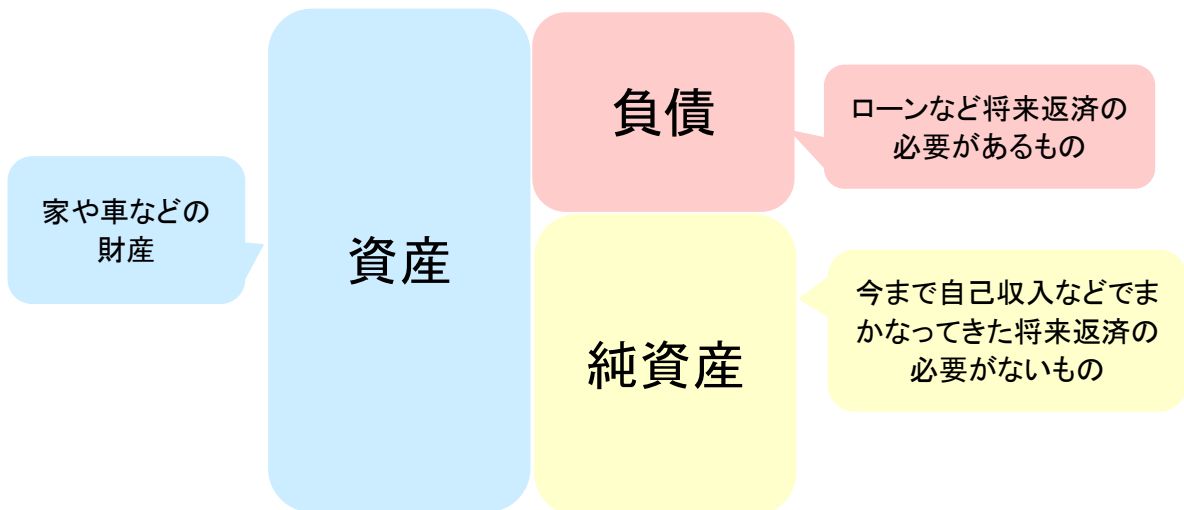 家や車などの
財産
資産
負債
純資産
ローンなど将来返済の
必要があるもの
今まで自己収入などでま
かなってきた将来返済の
必要がないもの